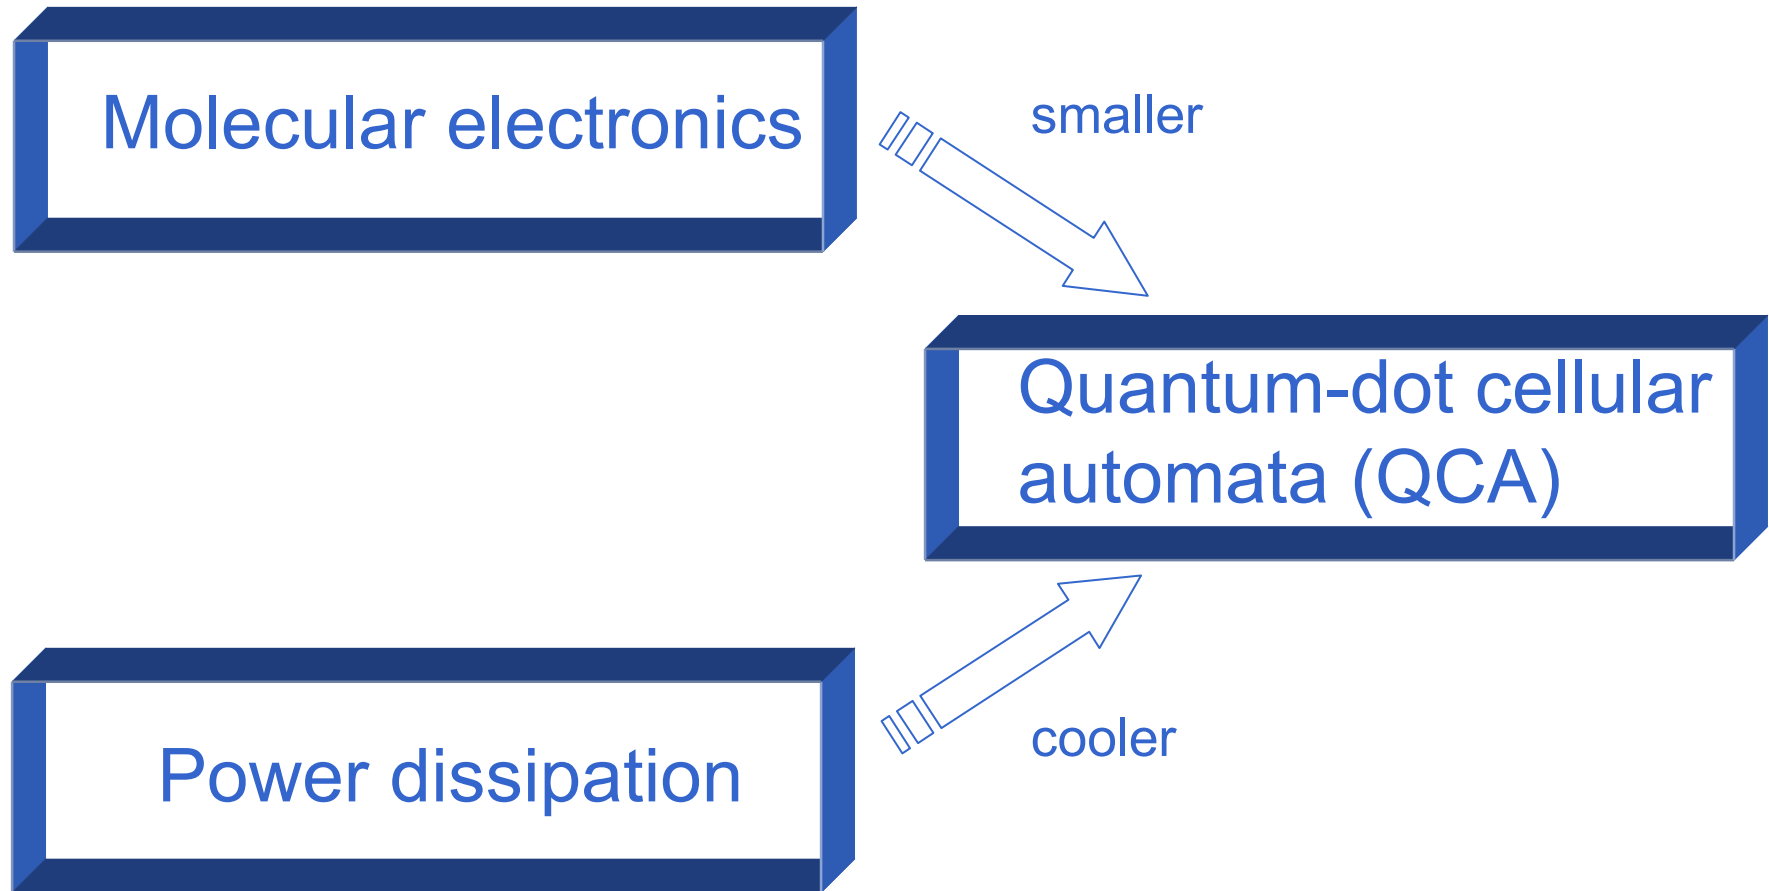 Molecular electronics
smaller
Quantum-dot cellular
automata (QCA)
Power dissipation
cooler